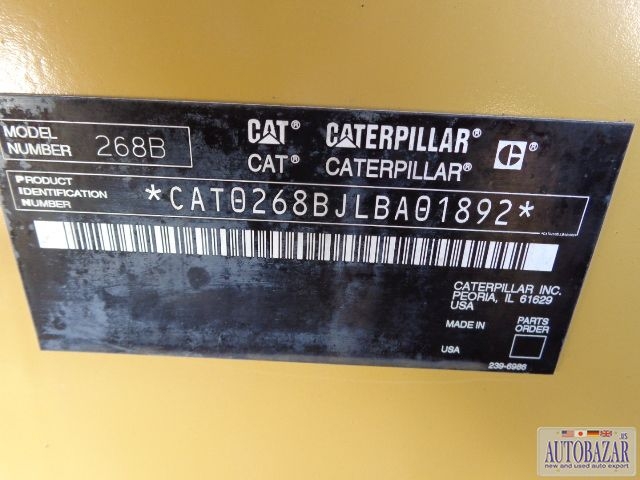 MODEL
NUMBER 268B
CAT® CATERPILLAR® C®
CAT® CATERPILLAR®
PRODUCT
IDENTIFICATION
NUMBER
*CAT0268BJLBA01892*
CATERPILLAR INC.
PEORIA, IL 61629
USA
MADE IN
USA
PARTS
ORDER
239-6986
AUTOBAZAR.US
new and used auto export